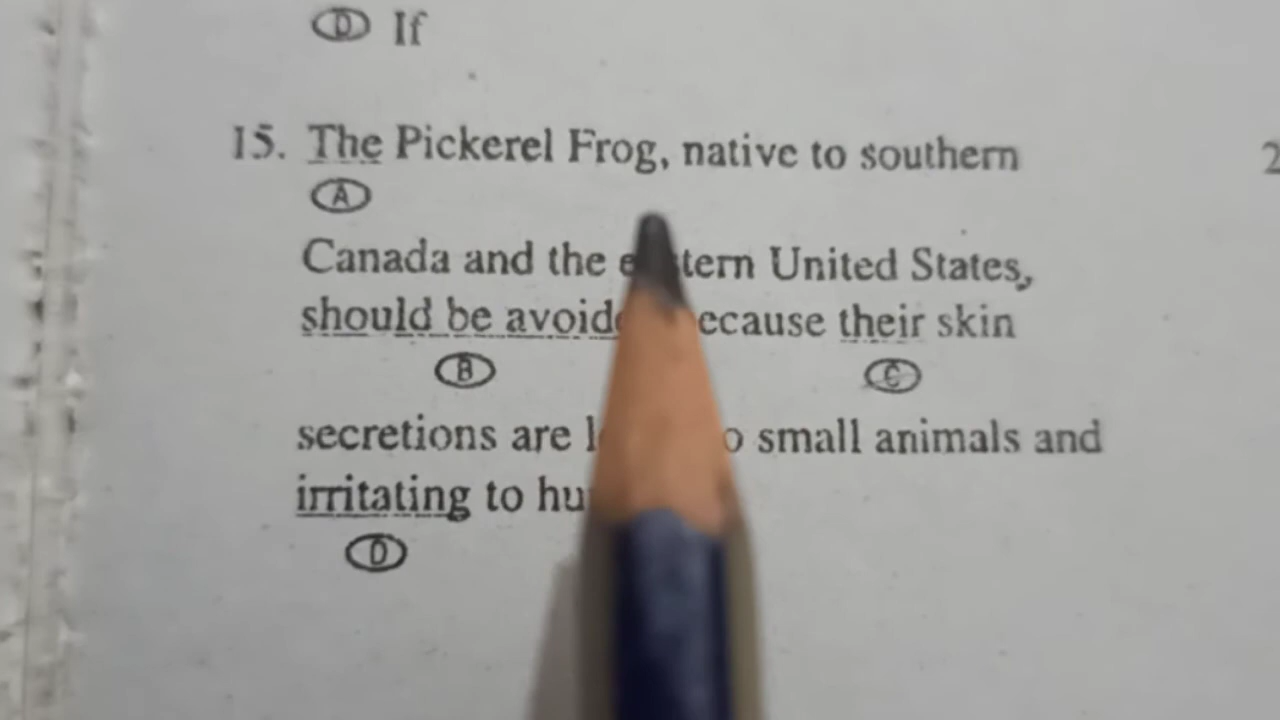 Ⓓ If
15. The Pickerel Frog, native to southern
Ⓐ
Canada and the United States,
should be because their skin
Ⓑ Ⓒ
secretions are small animals and
irritating to
Ⓓ
2